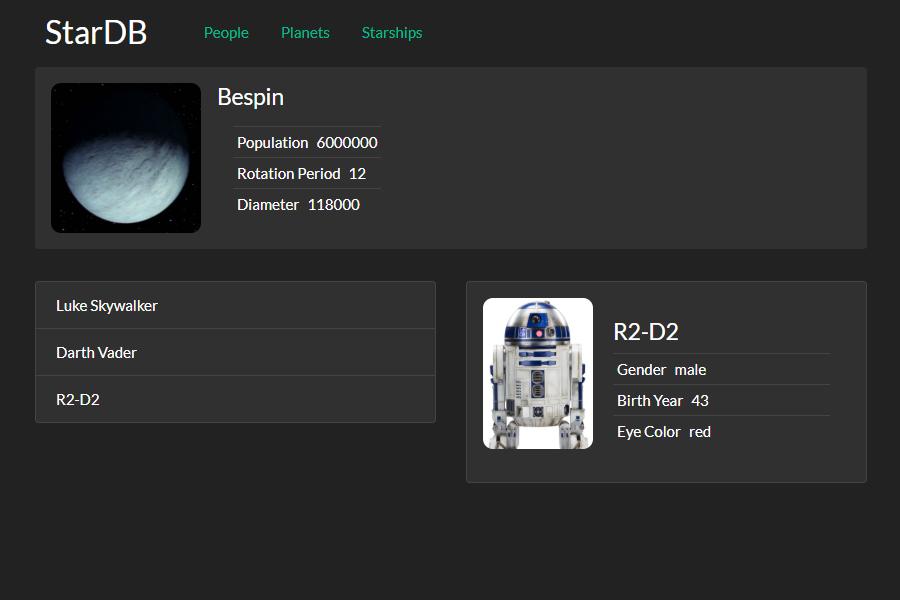 StarDB People Planets Starships
Bespin
Population 6000000
Rotation Period 12
Diameter 118000
Luke Skywalker
Darth Vader
R2-D2
R2-D2
Gender male
Birth Year 43
Eye Color red